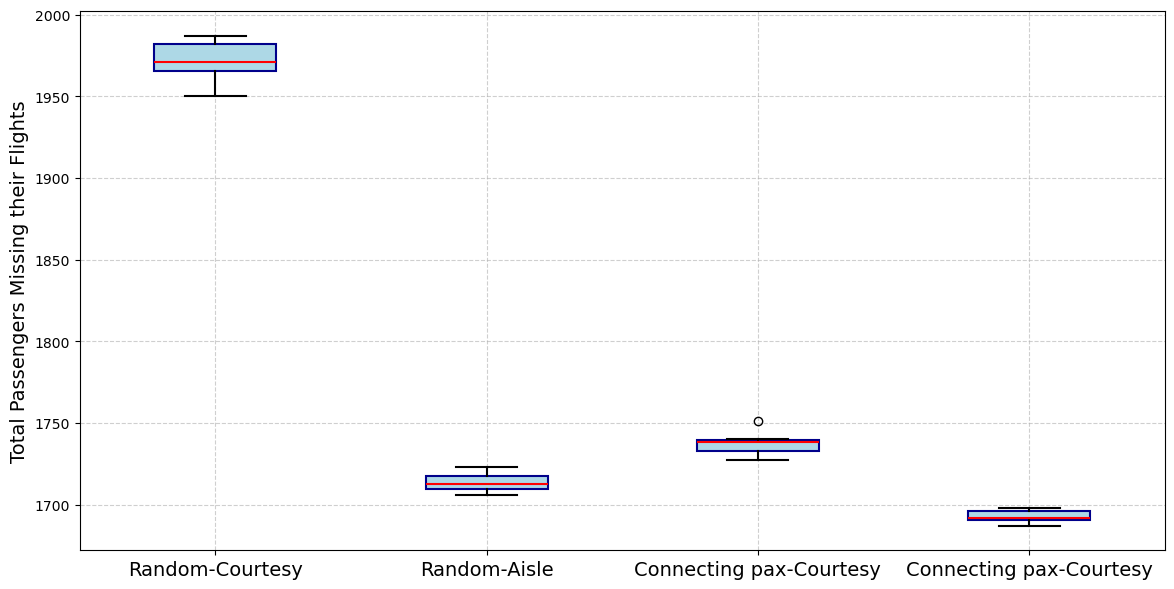 Total Passengers Missing their Flights
2000
1950
1900
1850
1800
1750
1700
Random-Courtesy
Random-Aisle
Connecting pax-Courtesy
Connecting pax-Courtesy